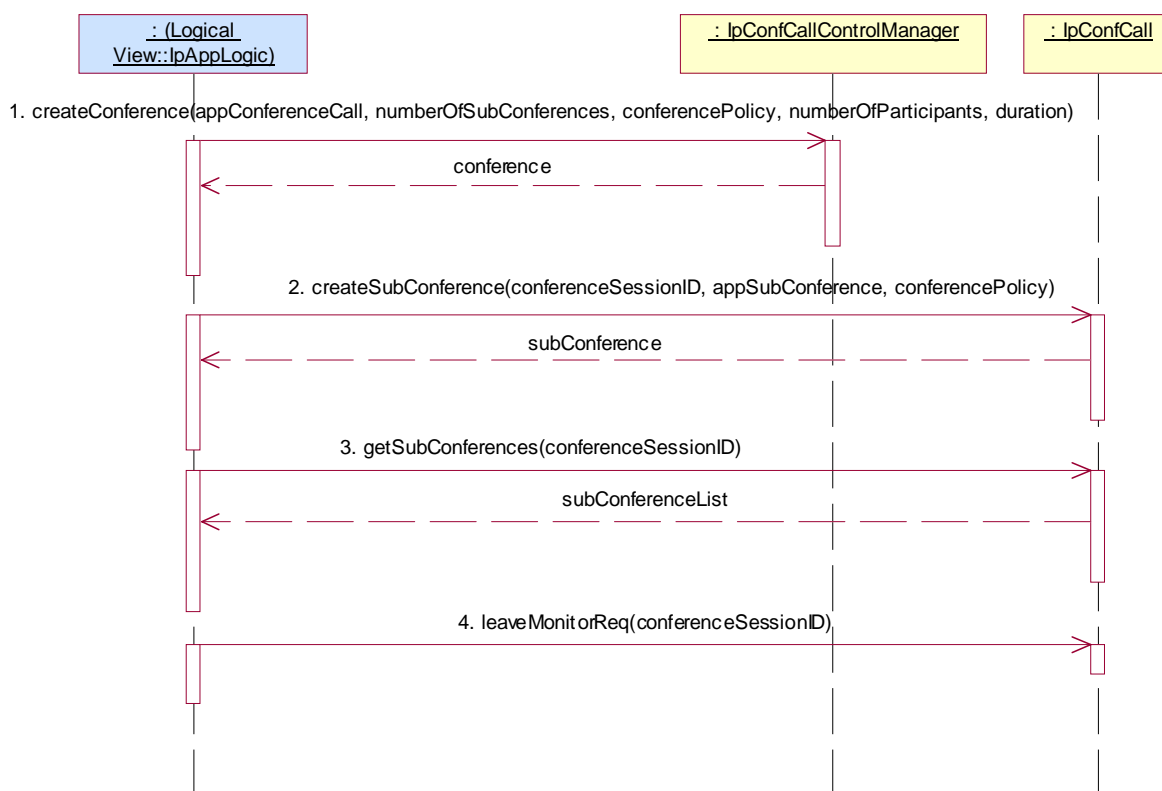 : (Logical
View::IpAppLogic)
: IpConfCallControlManager
: IpConfCall
1. createConference(appConferenceCall, numberOfSubConferences, conferencePolicy, numberOfParticipants, duration)
conference
2. createSubConference(conferenceSessionID, appSubConference, conferencePolicy)
subConference
3. getSubConferences(conferenceSessionID)
subConferenceList
4. leaveMonitorReq(conferenceSessionID)